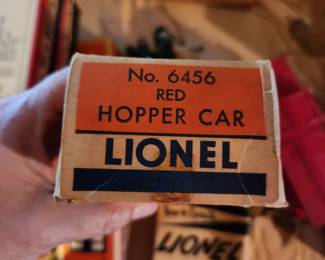 No. 6456
RED
HOPPER CAR
LIONEL
LIONEL